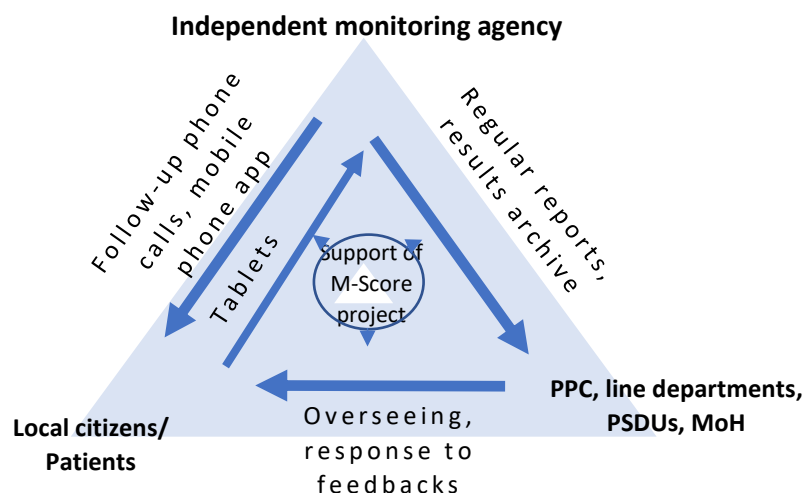 Independent monitoring agency
Follow-up phone
calls, mobile
phone app
Tablets
Regular reports,
results archive
Support of
M-Score
project
PPC, line departments,
PSDUs, MoH
Local citizens/
Patients
Overseeing,
response to
feedbacks